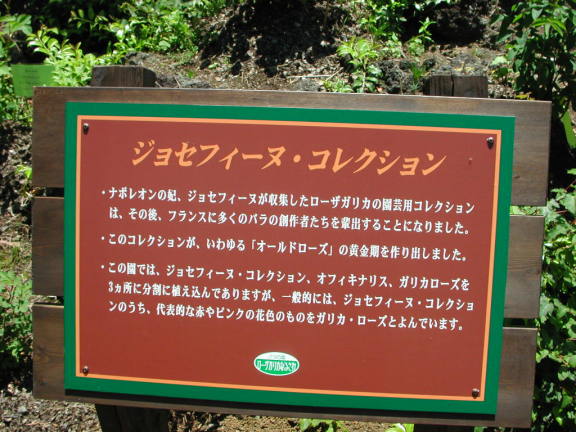 ジョセフィーヌ・コレクション
・ナポレオンの妃、ジョセフィーヌが収集したローザガリカの園芸用コレクション
は、その後、フランスに多くのバラの創作者たちを輩出することになりました。
・このコレクションが、いわゆる「オールドローズ」の黄金期を作り出しました。
・この園では、ジョセフィーヌ・コレクション、オフィキナリス、ガリカローズを
3ヵ所に分割に植え込んでありますが、一般的には、ジョセフィーヌ・コレクショ
ンのうち、代表的な赤やピンクの花色のものをガリカ・ローズとよんでいます。